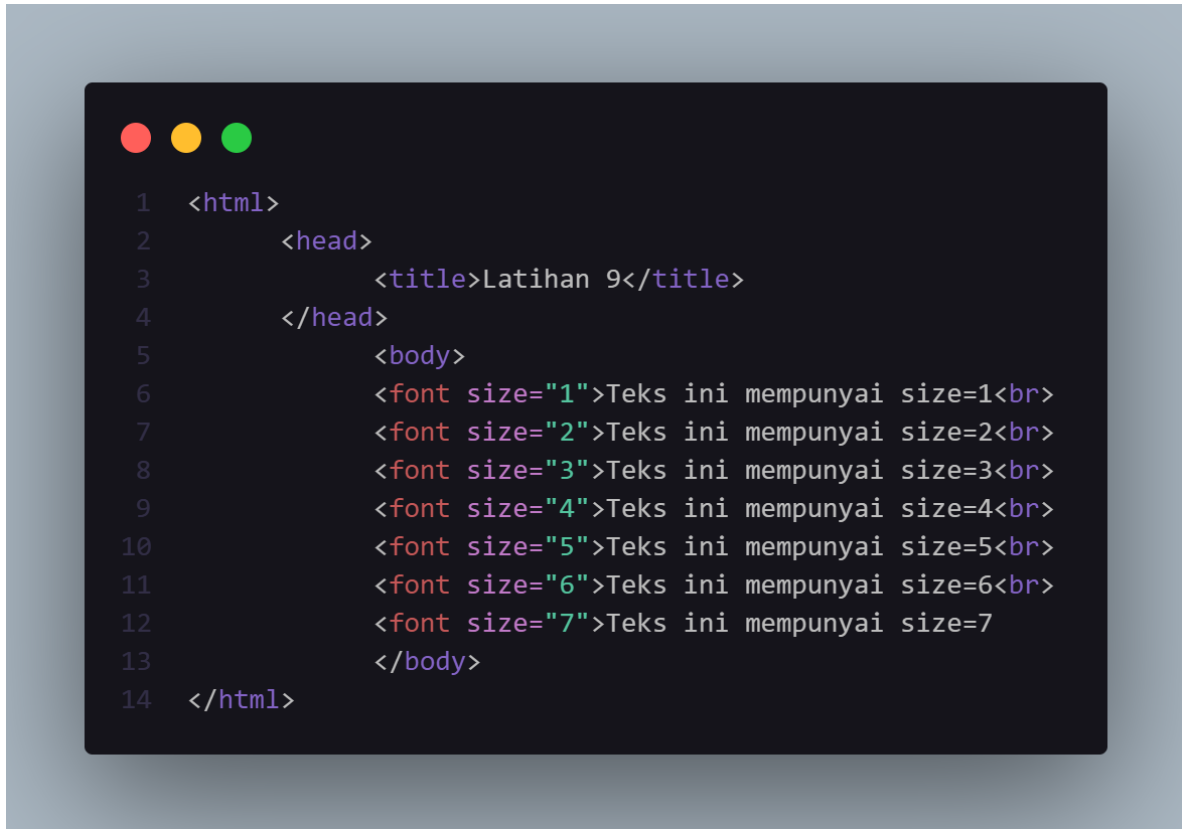 1 <html>
2 <head>
3 <title>Latihan 9</title>
4 </head>
5 <body>
6 <font size="1">Teks ini mempunyai size=1<br>
7 <font size="2">Teks ini mempunyai size=2<br>
8 <font size="3">Teks ini mempunyai size=3<br>
9 <font size="4">Teks ini mempunyai size=4<br>
10 <font size="5">Teks ini mempunyai size=5<br>
11 <font size="6">Teks ini mempunyai size=6<br>
12 <font size="7">Teks ini mempunyai size=7
13 </body>
14 </html>